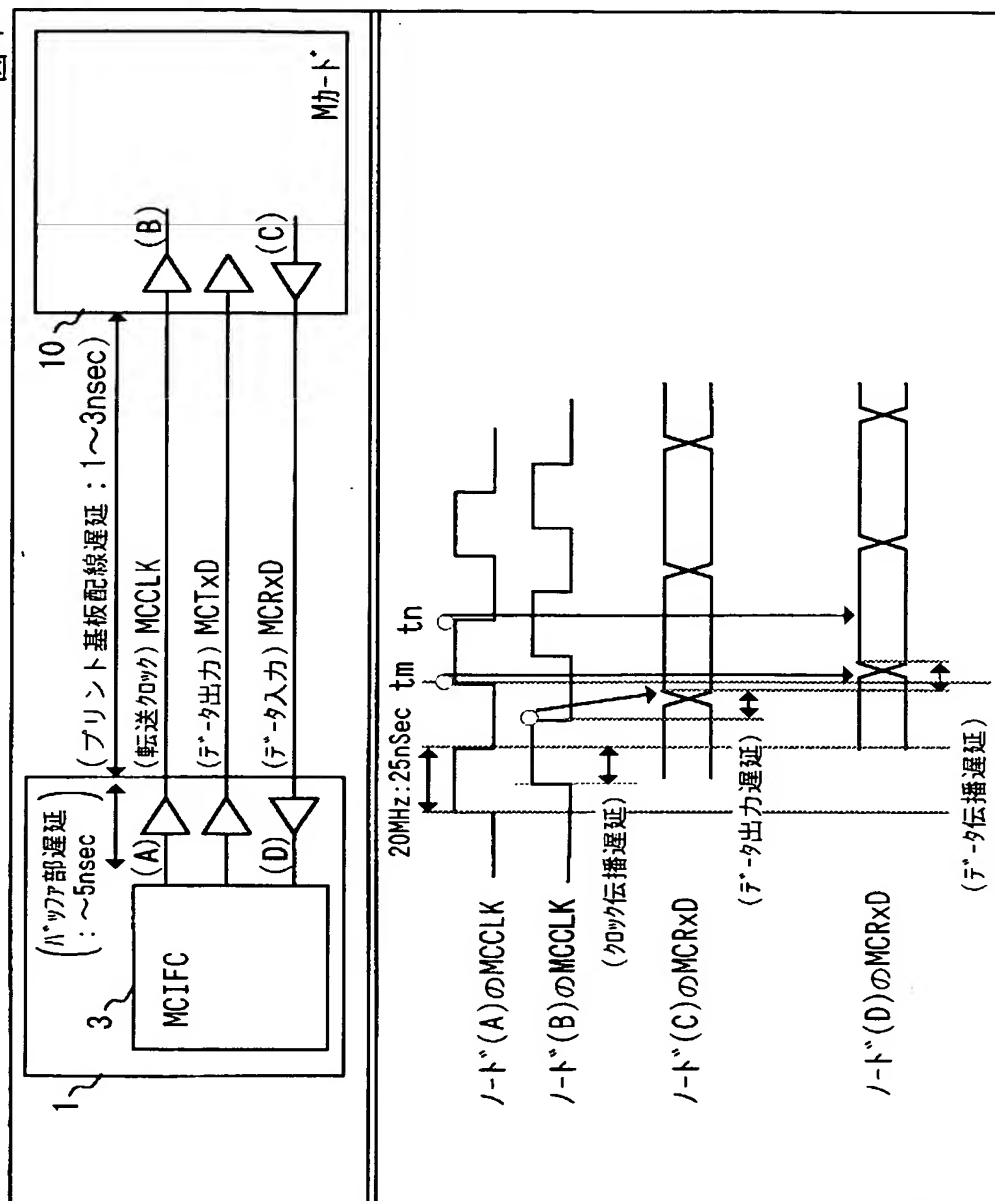 図
1
3
MCIFC
(バッファ部遅延
: ～5nsec)
(A)
(D)
(プリント基板配線遅延 : 1～3nsec)
(転送クロック) MCCLK
(データ出力) MCTxD
(データ入力) MCRxD
10
(B)
(C)
Mカード
20MHz:25nSec
tm
tn
ノード(A)のMCCLK
ノード(B)のMCCLK
(クロック伝播遅延)
ノード(C)のMCRxD
(データ出力遅延)
ノード(D)のMCRxD
(データ伝播遅延)